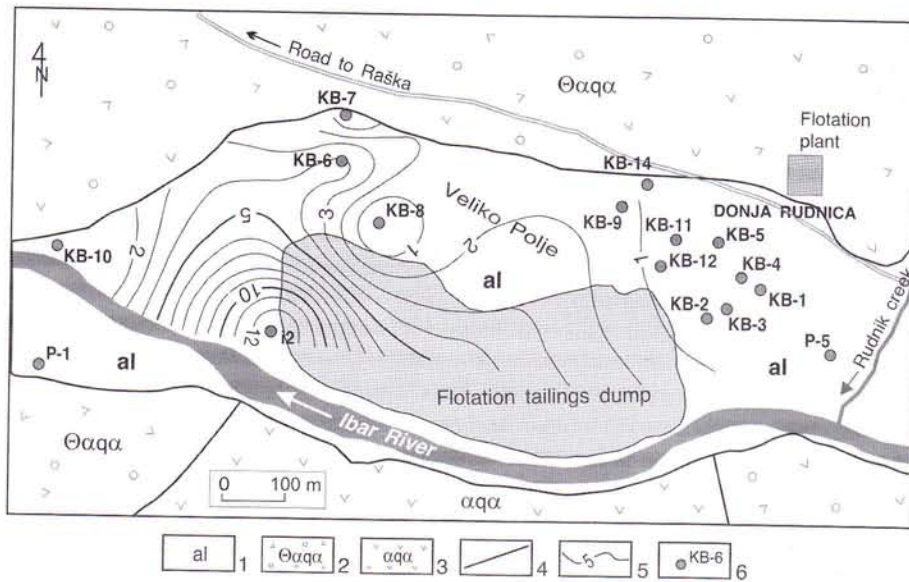 4
N
Road to Raška
Θαqα
Flotation
plant
KB-7
KB-6
KB-14
KB-9
KB-8
3
Veliko
Polje
DONJA RUDNICA
KB-11
KB-5
KB-12
KB-4
KB-1
KB-2
KB-3
KB-10
2
5
1
2
1
al
10
12
i2
P-1
al
P-5
al
Rudnik creek
Flotation tailings dump
Ibar River
Θαqα
0 100 m
αqα
al 1 Θαqα 2 αqα 3 4 5 5 KB-6 6